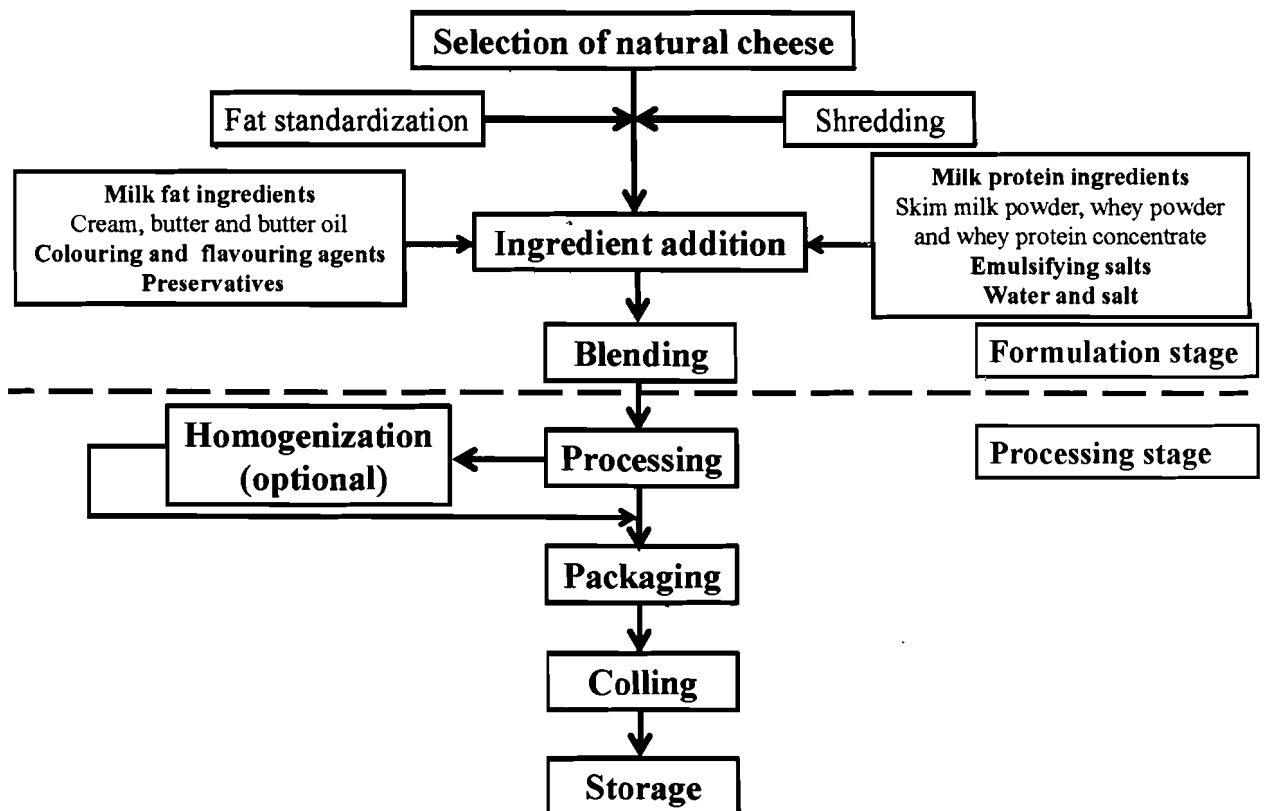 Selection of natural cheese
Fat standardization
Shredding
Milk fat ingredients
Cream, butter and butter oil
Colouring and flavouring agents
Preservatives
Ingredient addition
Milk protein ingredients
Skim milk powder, whey powder
and whey protein concentrate
Emulsifying salts
Water and salt
Blending
Formulation stage
Homogenization
(optional)
Processing
Processing stage
Packaging
Colling
Storage